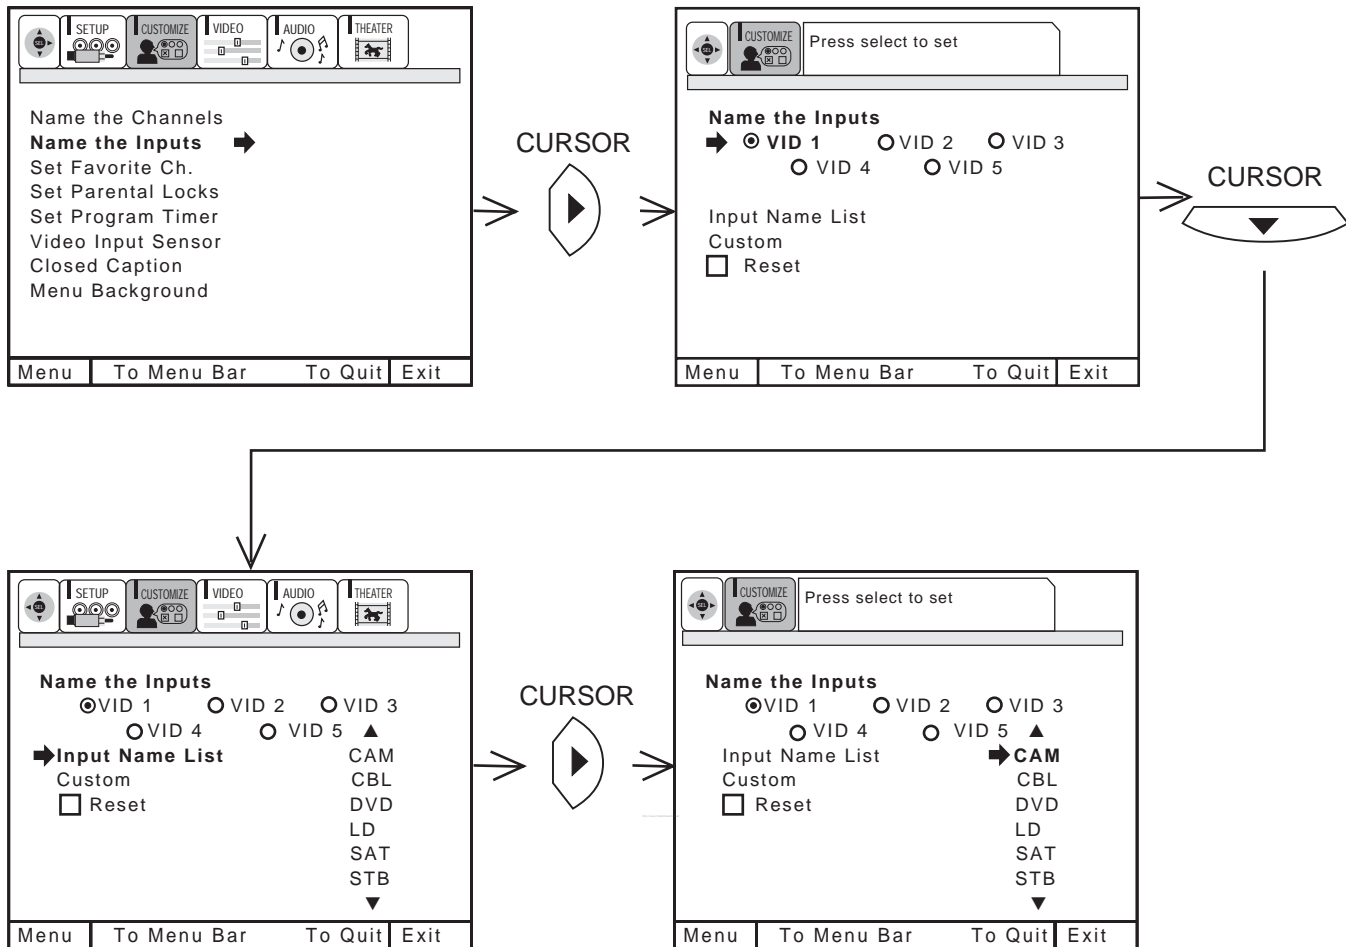 SETUP CUSTOMIZE VIDEO AUDIO THEATER
SEL
Name the Channels
Name the Inputs
Set Favorite Ch.
Set Parental Locks
Set Program Timer
Video Input Sensor
Closed Caption
Menu Background
Menu To Menu Bar To Quit Exit
CURSOR
SEL
CUSTOMIZE
Press select to set
Name the Inputs
VID 1 VID 2 VID 3
VID 4 VID 5
Input Name List
Custom
Reset
Menu To Menu Bar To Quit Exit
CURSOR
SETUP CUSTOMIZE VIDEO AUDIO THEATER
SEL
Name the Inputs
VID 1 VID 2 VID 3
VID 4 VID 5
Input Name List CAM
Custom CBL
Reset DVD
LD
SAT
STB
Menu To Menu Bar To Quit Exit
CURSOR
SEL
CUSTOMIZE
Press select to set
Name the Inputs
VID 1 VID 2 VID 3
VID 4 VID 5
Input Name List CAM
Custom CBL
Reset DVD
LD
SAT
STB
Menu To Menu Bar To Quit Exit